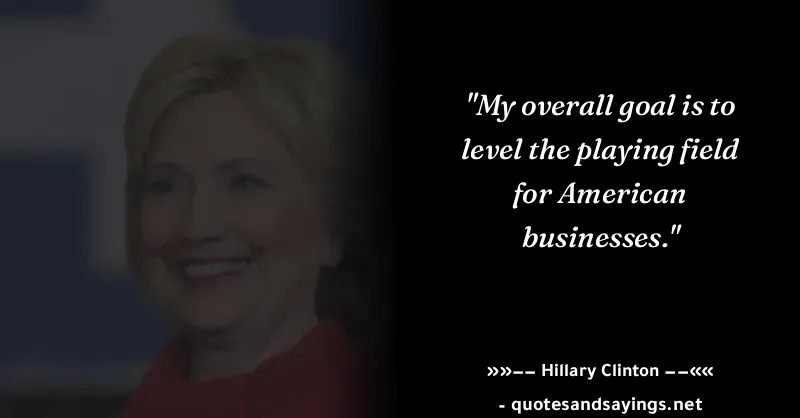 "My overall goal is to
level the playing field
for American
businesses."
»»−− Hillary Clinton −−««
- quotesandsayings.net